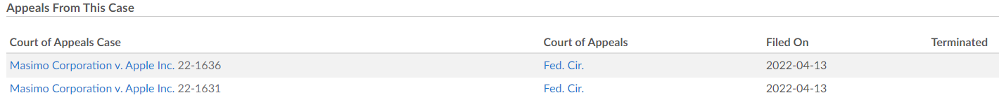 Appeals From This Case
Court of Appeals Case Court of Appeals Filed On Terminated
Masimo Corporation v. Apple Inc. 22-1636 Fed. Cir. 2022-04-13
Masimo Corporation v. Apple Inc. 22-1631 Fed. Cir. 2022-04-13